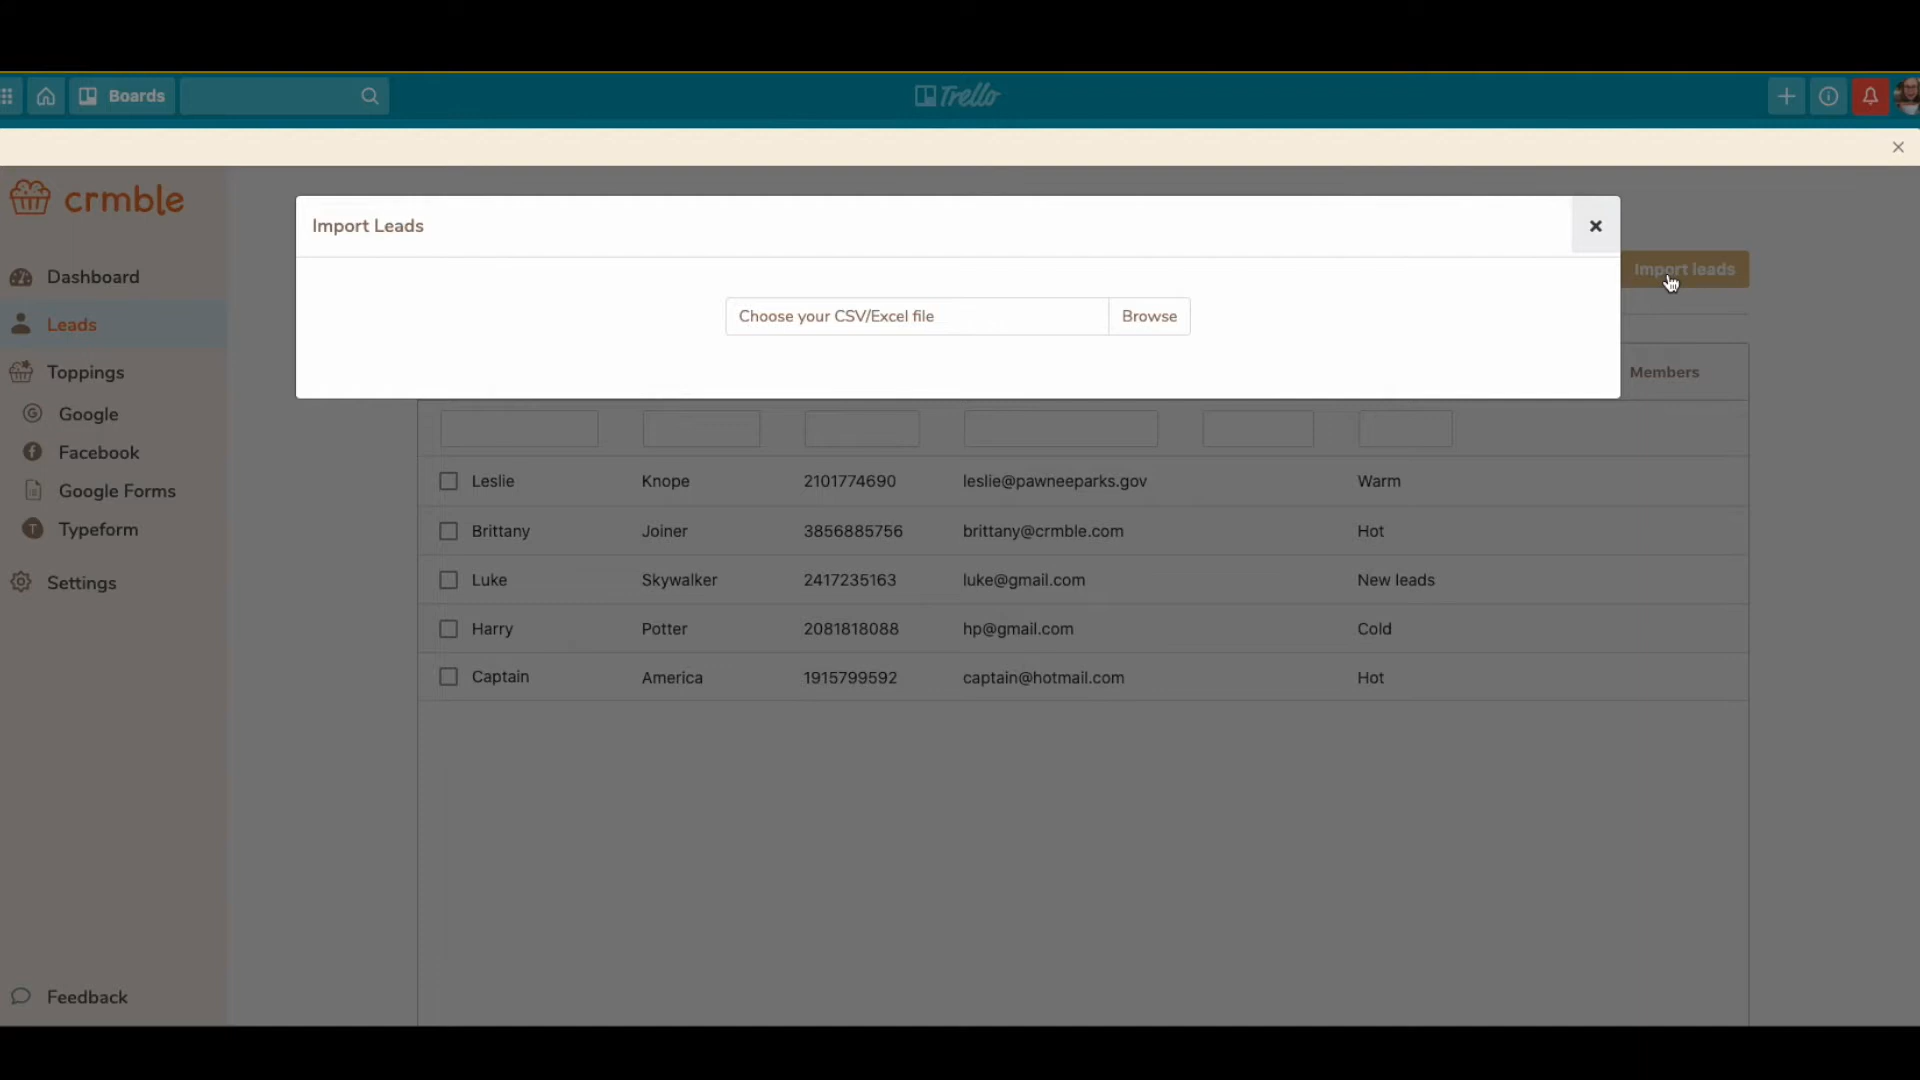 Boards
Trello
crmble
Import Leads
Import leads
Choose your CSV/Excel file Browse
Dashboard
Leads
Toppings
Google
Facebook
Google Forms
Typeform
Settings
Feedback
Members
Leslie Knope 2101774690 leslie@pawneeparks.gov Warm
Brittany Joiner 3856885756 brittany@crmble.com Hot
Luke Skywalker 2417235163 luke@gmail.com New leads
Harry Potter 2081818088 hp@gmail.com Cold
Captain America 1915799592 captain@hotmail.com Hot